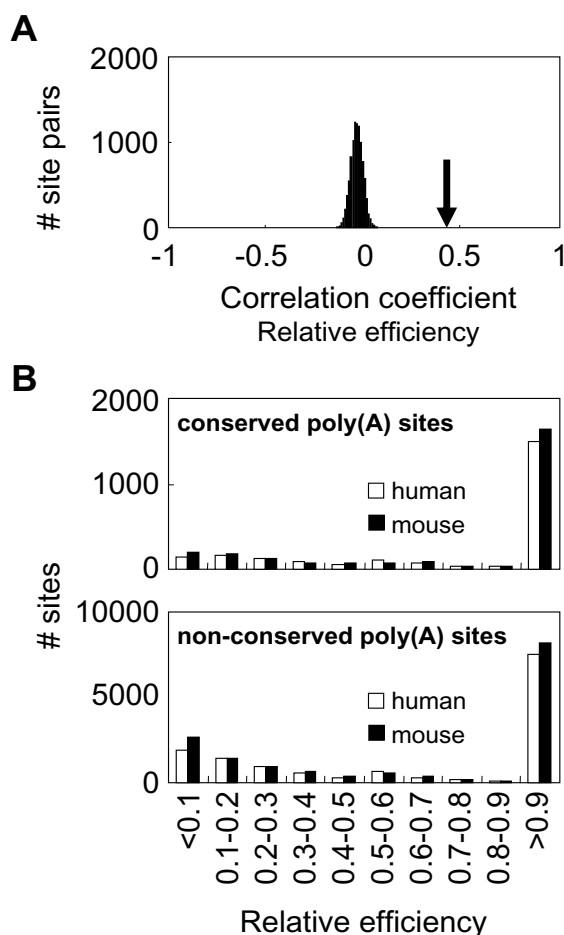 A
# site pairs
2000
1000
0
-1
-0.5
0
0.5
1
Correlation coefficient
Relative efficiency
B
# sites
2000
1000
0
conserved poly(A) sites
human
mouse
10000
5000
0
non-conserved poly(A) sites
human
mouse
<0.1
0.1-0.2
0.2-0.3
0.3-0.4
0.4-0.5
0.5-0.6
0.6-0.7
0.7-0.8
0.8-0.9
>0.9
Relative efficiency